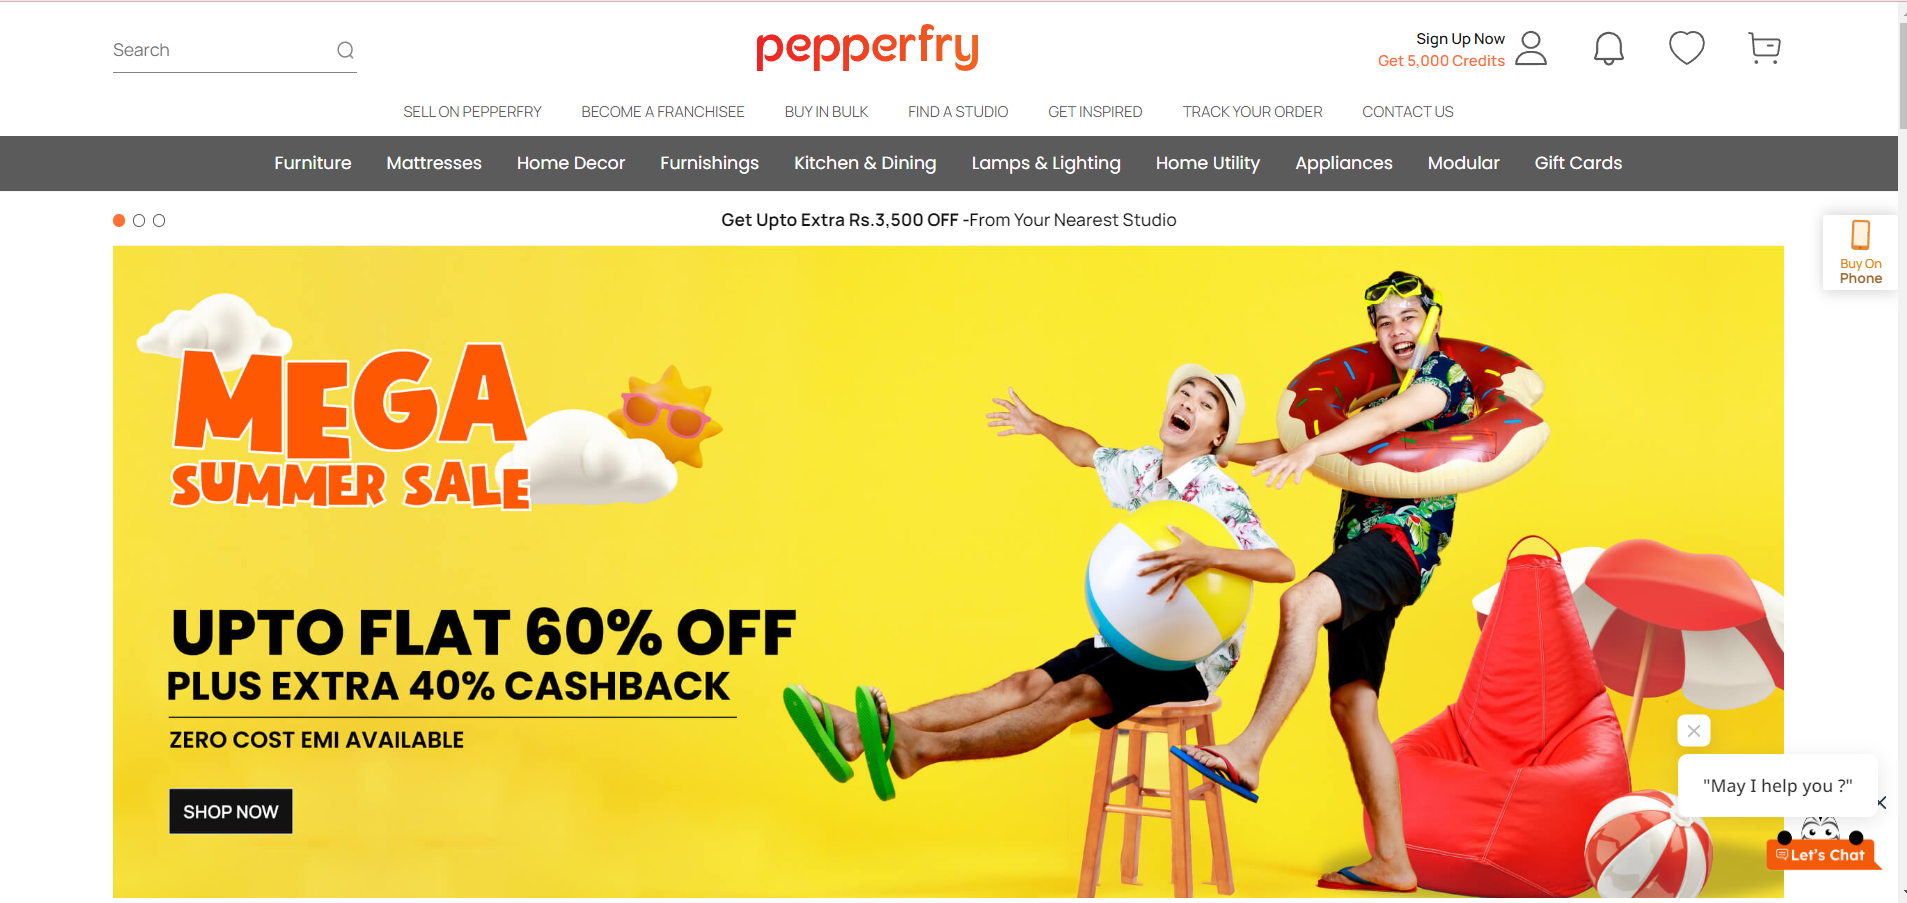 Search
pepperfry
Sign Up Now
Get 5,000 Credits
SELL ON PEPPERFRY BECOME A FRANCHISEE BUY IN BULK FIND A STUDIO GET INSPIRED TRACK YOUR ORDER CONTACT US
Furniture Mattresses Home Decor Furnishings Kitchen & Dining Lamps & Lighting Home Utility Appliances Modular Gift Cards
Get Upto Extra Rs.3,500 OFF -From Your Nearest Studio
Buy On
Phone
MEGA
SUMMER SALE
UPTO FLAT 60% OFF
PLUS EXTRA 40% CASHBACK
ZERO COST EMI AVAILABLE
SHOP NOW
"May I help you ?"
Let's Chat